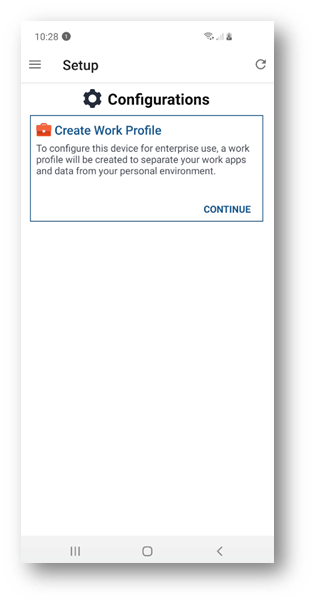 10:28
Setup
Configurations
Create Work Profile
To configure this device for enterprise use, a work
profile will be created to separate your work apps
and data from your personal environment.
CONTINUE